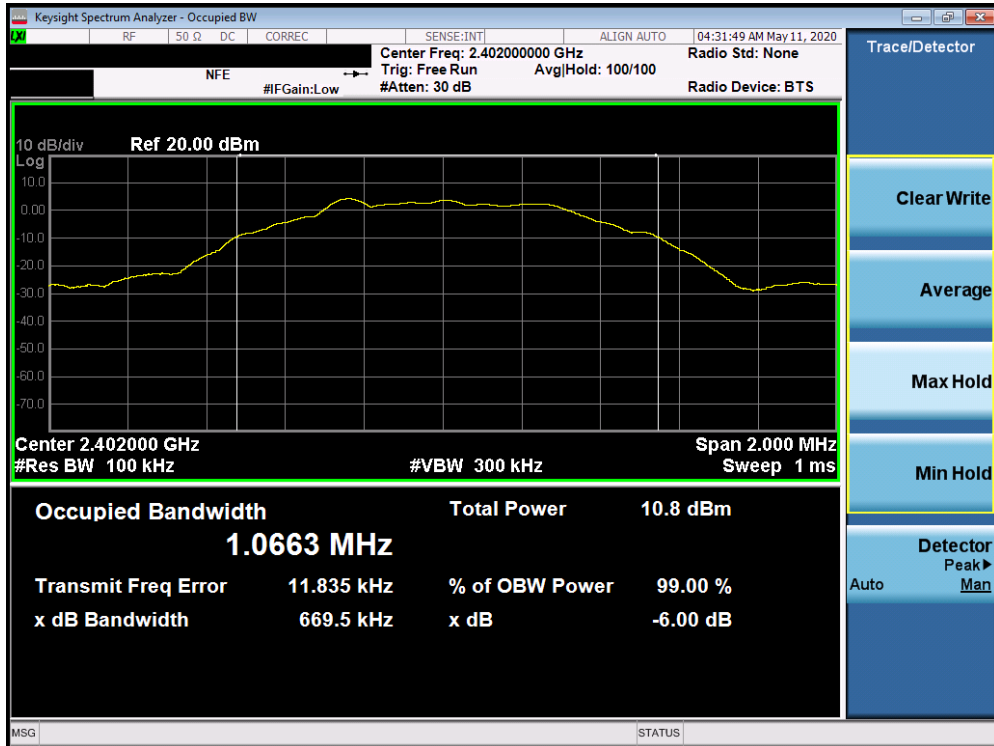 Keysight Spectrum Analyzer - Occupied BW
LXI RF 50 Ω DC CORREC SENSE:INT ALIGN AUTO 04:31:49 AM May 11, 2020
Center Freq: 2.402000000 GHz Radio Std: None
NFE Trig: Free Run Avg|Hold: 100/100
#IFGain:Low #Atten: 30 dB Radio Device: BTS
10 dB/div Ref 20.00 dBm
Log
10.0
0.00
-10.0
-20.0
-30.0
-40.0
-50.0
-60.0
-70.0
Center 2.402000 GHz Span 2.000 MHz
#Res BW 100 kHz #VBW 300 kHz Sweep 1 ms
Occupied Bandwidth Total Power 10.8 dBm
1.0663 MHz
Transmit Freq Error 11.835 kHz % of OBW Power 99.00 %
x dB Bandwidth 669.5 kHz x dB -6.00 dB
MSG STATUS
Trace/Detector
Clear Write
Average
Max Hold
Min Hold
Detector
Peak▶
Auto Man